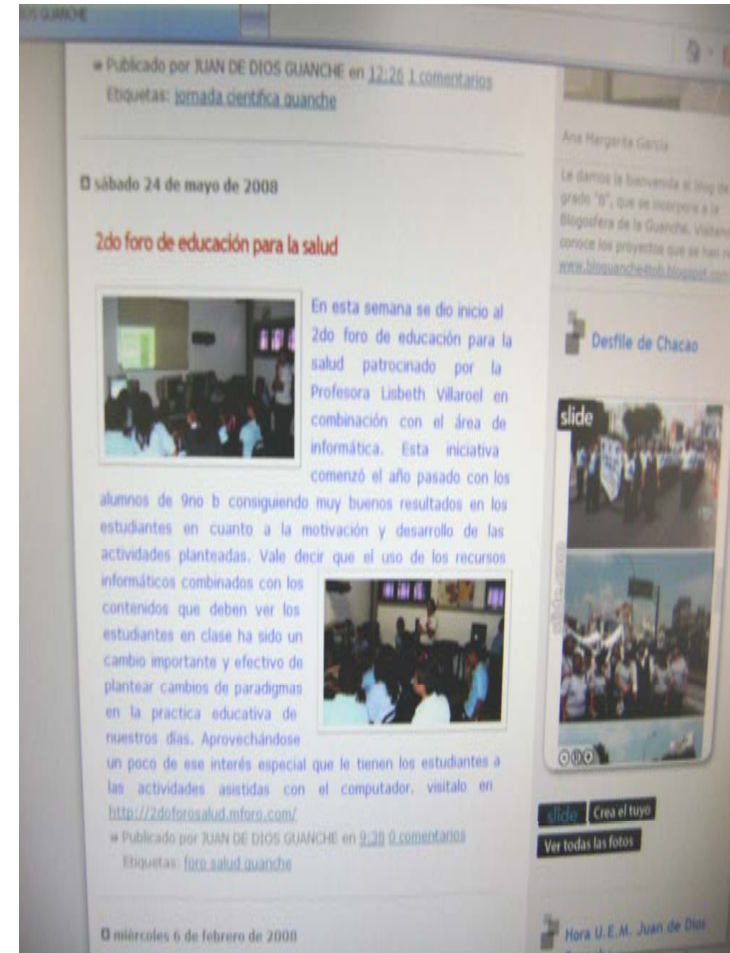 » Publicado por JUAN DE DIOS GUANCHE en 12:26 1 comentarios
Etiquetas: jornada cientifica guanche
sábado 24 de mayo de 2008
2do foro de educación para la salud
En esta semana se dio inicio al
2do foro de educación para la
salud patrocinado por la
Profesora Lisbeth Villaroel en
combinación con el área de
informática. Esta iniciativa
comenzó el año pasado con los
alumnos de 9no b consiguiendo muy buenos resultados en los
estudiantes en cuanto a la motivación y desarrollo de las
actividades planteadas. Vale decir que el uso de los recursos
informáticos combinados con los
contenidos que deben ver los
estudiantes en clase ha sido un
cambio importante y efectivo de
plantear cambios de paradigmas
en la practica educativa de
nuestros días. Aprovechándose
un poco de ese interés especial que le tienen los estudiantes a
las actividades asistidas con el computador. visitalo en
http://2doforosalud.mforo.com/
» Publicado por JUAN DE DIOS GUANCHE en 9:38 0 comentarios
Etiquetas: foro salud guanche
miércoles 6 de febrero de 2008
Ana Margarita García
Le damos la bienvenida al blog de
grado "B", que se incorpora a la
Blogosfera de la Guanche.
conoce los proyectos que se han
Desfile de Chacao
slide
slide Crea el tuyo
Ver todas las fotos
Hora U.E.M. Juan de Dios